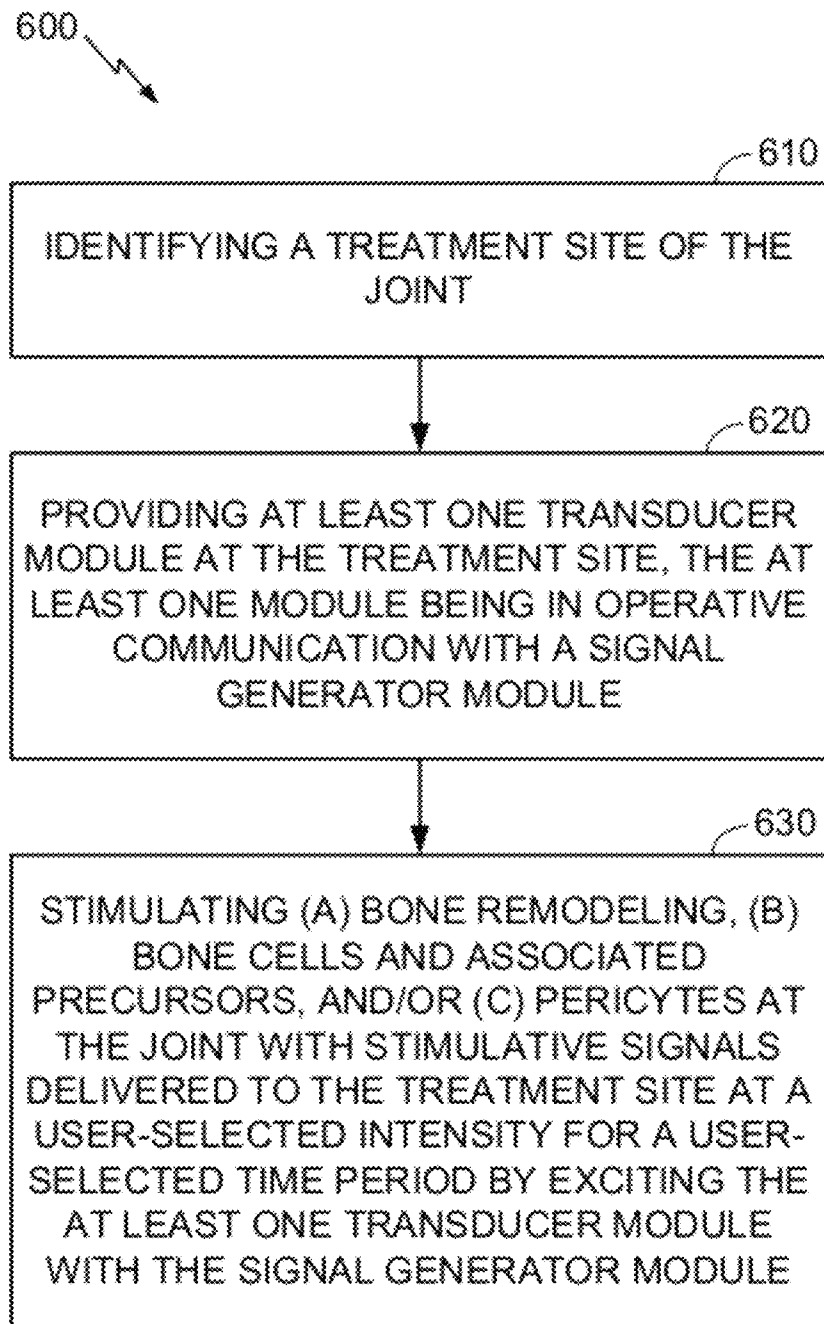 600
610
IDENTIFYING A TREATMENT SITE OF THE
JOINT
620
PROVIDING AT LEAST ONE TRANSDUCER
MODULE AT THE TREATMENT SITE, THE AT
LEAST ONE MODULE BEING IN OPERATIVE
COMMUNICATION WITH A SIGNAL
GENERATOR MODULE
630
STIMULATING (A) BONE REMODELING, (B)
BONE CELLS AND ASSOCIATED
PRECURSORS, AND/OR (C) PERICYTES AT
THE JOINT WITH STIMULATIVE SIGNALS
DELIVERED TO THE TREATMENT SITE AT A
USER-SELECTED INTENSITY FOR A USER-
SELECTED TIME PERIOD BY EXCITING THE
AT LEAST ONE TRANSDUCER MODULE
WITH THE SIGNAL GENERATOR MODULE